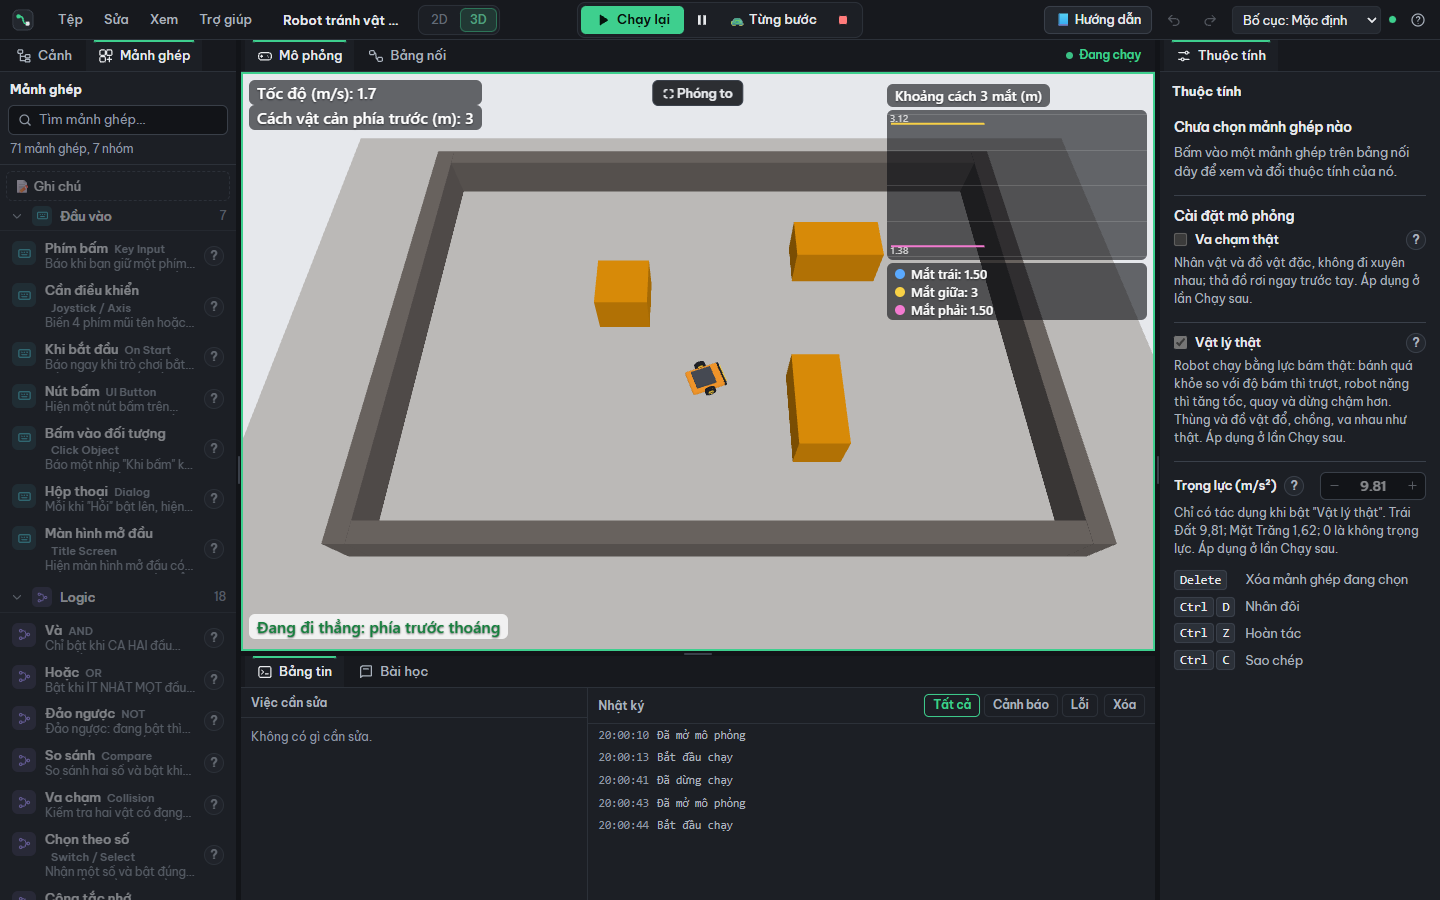 Tệp Sửa Xem Trợ giúp Robot tránh vật ... 2D 3D Chạy lại Từng bước Hướng dẫn Bố cục: Mặc định
Cảnh Mảnh ghép
Mảnh ghép
Tìm mảnh ghép...
71 mảnh ghép, 7 nhóm
Ghi chú
Đầu vào 7
Phím bấm Key Input
Báo khi bạn giữ một phím...
Cần điều khiển
Joystick / Axis
Biến 4 phím mũi tên hoặc...
Khi bắt đầu On Start
Báo ngay khi trò chơi bắt...
Nút bấm UI Button
Hiện một nút bấm trên...
Bấm vào đối tượng
Click Object
Báo một nhịp "Khi bấm" k...
Hộp thoại Dialog
Mỗi khi "Hỏi" bật lên, hiện...
Màn hình mở đầu
Title Screen
Hiện màn hình mở đầu có...
Logic 18
Và AND
Chỉ bật khi CẢ HAI đầu...
Hoặc OR
Bật khi ÍT NHẤT MỘT đầu...
Đảo ngược NOT
Đảo ngược: đang bật thì...
So sánh Compare
So sánh hai số và bật khi...
Va chạm Collision
Kiểm tra hai vật có đang...
Chọn theo số
Switch / Select
Nhận một số và bật đúng...
Công tắc nhớ
Mô phỏng Bảng nối Đang chạy
Tốc độ (m/s): 1.7
Cách vật cản phía trước (m): 3
Phóng to
Khoảng cách 3 mắt (m)
3.12
1.38
Mắt trái: 1.50
Mắt giữa: 3
Mắt phải: 1.50
Đang đi thẳng: phía trước thoáng
Bảng tin Bài học
Việc cần sửa
Không có gì cần sửa.
Nhật ký Tất cả Cảnh báo Lỗi Xóa
20:00:10 Đã mở mô phỏng
20:00:13 Bắt đầu chạy
20:00:41 Đã dừng chạy
20:00:43 Đã mở mô phỏng
20:00:44 Bắt đầu chạy
Thuộc tính
Thuộc tính
Chưa chọn mảnh ghép nào
Bấm vào một mảnh ghép trên bảng nối
dây để xem và đổi thuộc tính của nó.
Cài đặt mô phỏng
Va chạm thật ?
Nhân vật và đồ vật đặc, không đi xuyên
nhau; thả đồ rơi ngay trước tay. Áp dụng ở
lần Chạy sau.
Vật lý thật ?
Robot chạy bằng lực bám thật: bánh quá
khỏe so với độ bám thì trượt, robot nặng
thì tăng tốc, quay và dừng chậm hơn.
Thùng và đồ vật đổ, chồng, va nhau như
thật. Áp dụng ở lần Chạy sau.
Trọng lực (m/s²) ? − 9.81 +
Chỉ có tác dụng khi bật "Vật lý thật". Trái
Đất 9,81; Mặt Trăng 1,62; 0 là không trọng
lực. Áp dụng ở lần Chạy sau.
Delete Xóa mảnh ghép đang chọn
Ctrl D Nhân đôi
Ctrl Z Hoàn tác
Ctrl C Sao chép